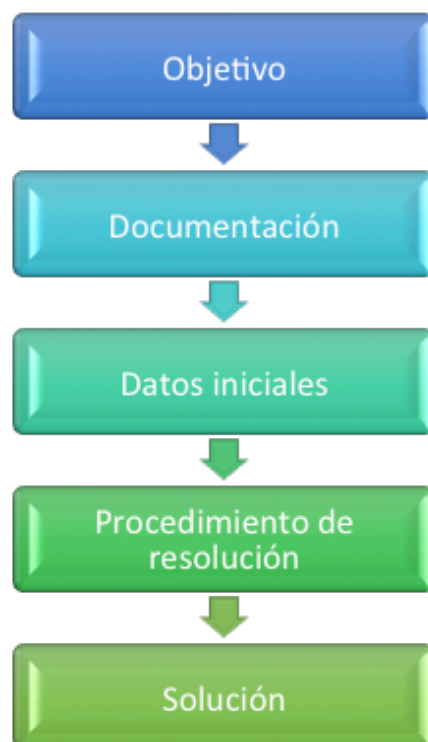 Objetivo
Documentación
Datos iniciales
Procedimiento de
resolución
Solución